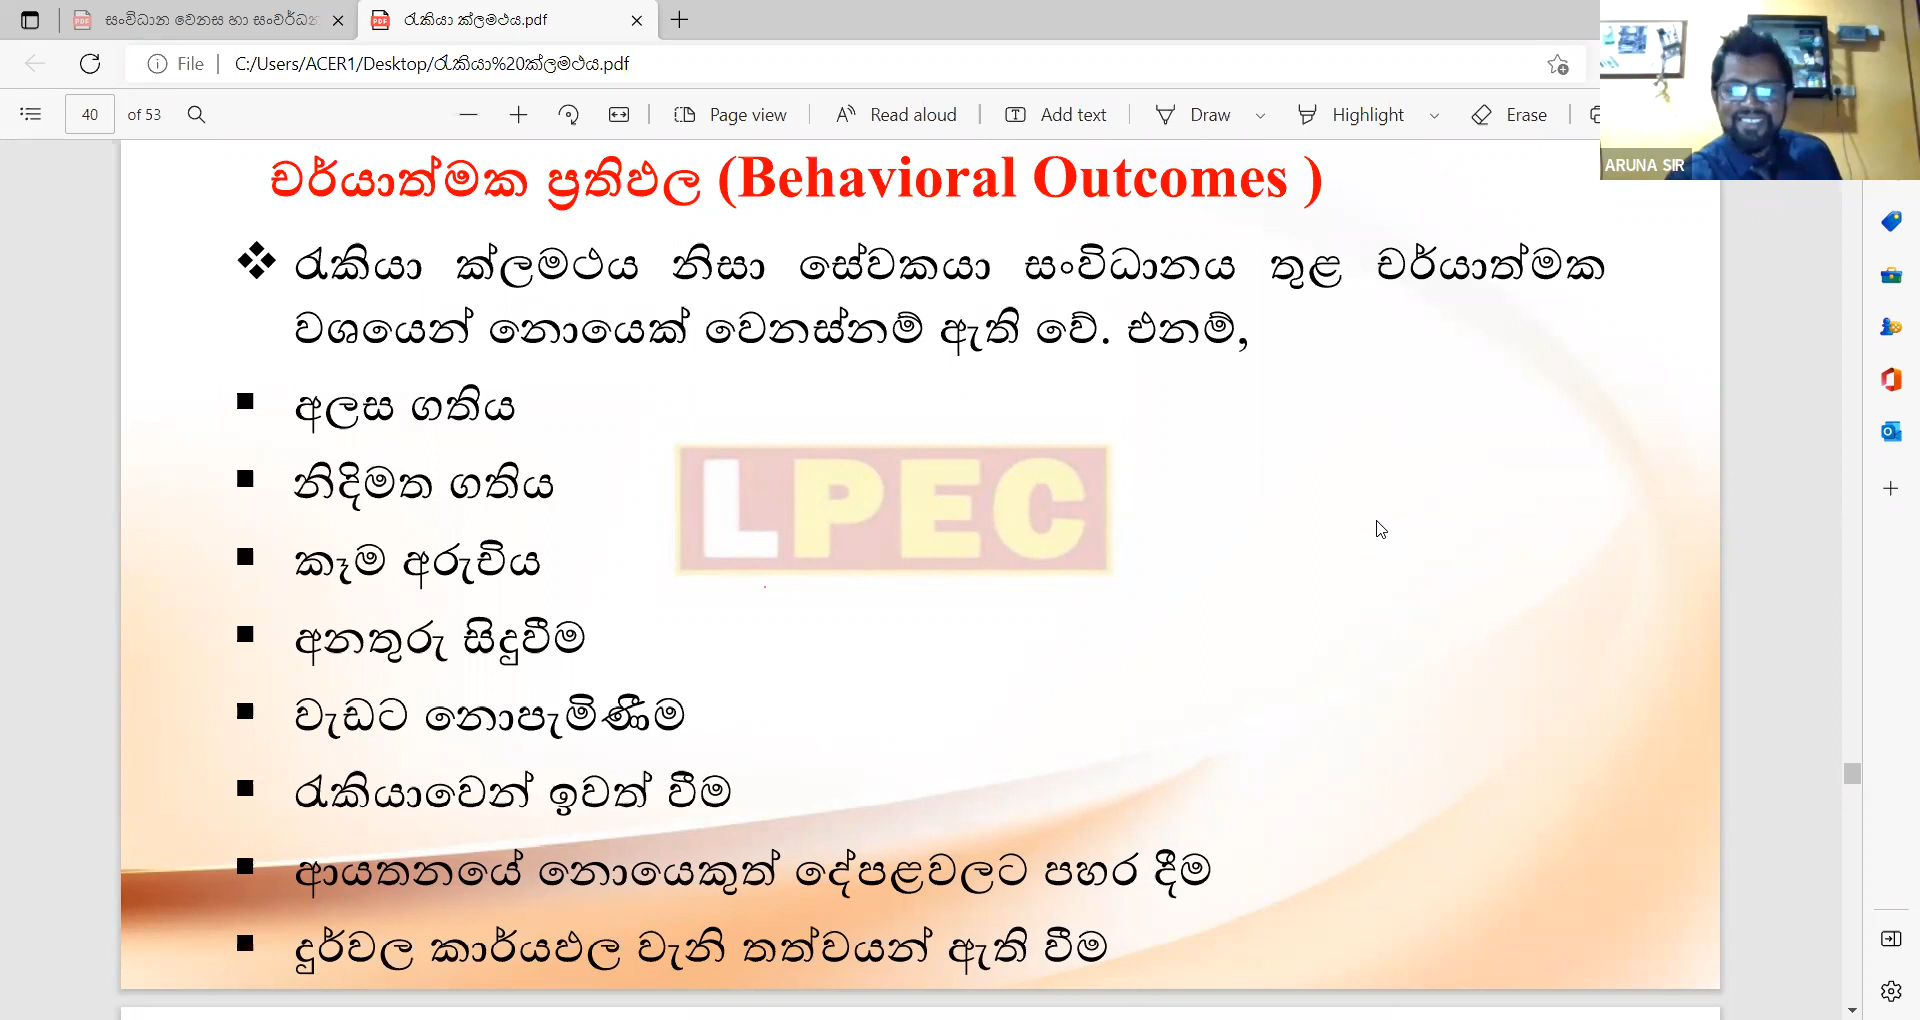 සංවිධාන වෙනස හා සංවර්ධන
රැකියා ක්ලමථය.pdf
File
C:/Users/ACER1/Desktop/රැකියා%20ක්ලමථය.pdf
40 of 53
Page view
Read aloud
Add text
Draw
Highlight
Erase
ARUNA SIR
චර්යාත්මක ප්‍රතිඵල (Behavioral Outcomes )
❖ රැකියා ක්ලමථය නිසා සේවකයා සංවිධානය තුළ චර්යාත්මක
වශයෙන් නොයෙක් වෙනස්නම් ඇති වේ. එනම්,
▪ අලස ගතිය
▪ නිදිමත ගතිය
▪ කෑම අරුචිය
▪ අනතුරු සිදුවීම
▪ වැඩට නොපැමිණීම
▪ රැකියාවෙන් ඉවත් වීම
▪ ආයතනයේ නොයෙකුත් දේපළවලට පහර දීම
▪ දුර්වල කාර්යඵල වැනි තත්වයන් ඇති වීම
LPEC